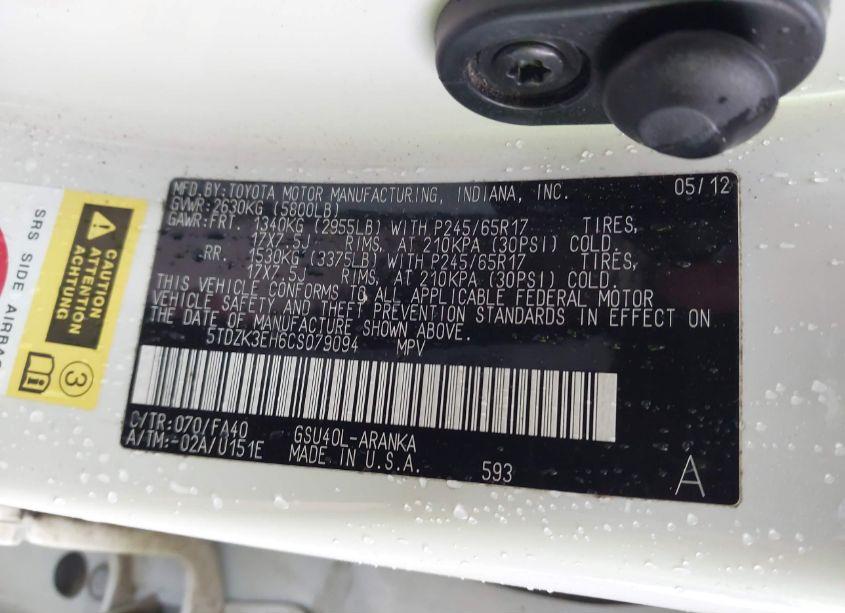 MFD.BY:TOYOTA MOTOR MANUFACTURING, INDIANA, INC. 05/12
GVWR:2630KG (5800LB)
GAWR:FRT. 1340KG (2955LB) WITH P245/65R17 TIRES,
17X7.5J RIMS, AT 210KPA (30PSI) COLD.
RR. 1530KG (3375LB) WITH P245/65R17 TIRES,
17X7.5J RIMS, AT 210KPA (30PSI) COLD.
THIS VEHICLE CONFORMS TO ALL APPLICABLE FEDERAL MOTOR
VEHICLE SAFETY AND THEFT PREVENTION STANDARDS IN EFFECT ON
THE DATE OF MANUFACTURE SHOWN ABOVE.
5TDZK3EH6CS079094 MPV
C/TR:070/FA40 GSU40L-ARANKA
A/TM:-02A/U151E MADE IN U.S.A.
593 A
SRS SIDE AIRBAG
CAUTION
ATTENTION
ACHTUNG
3